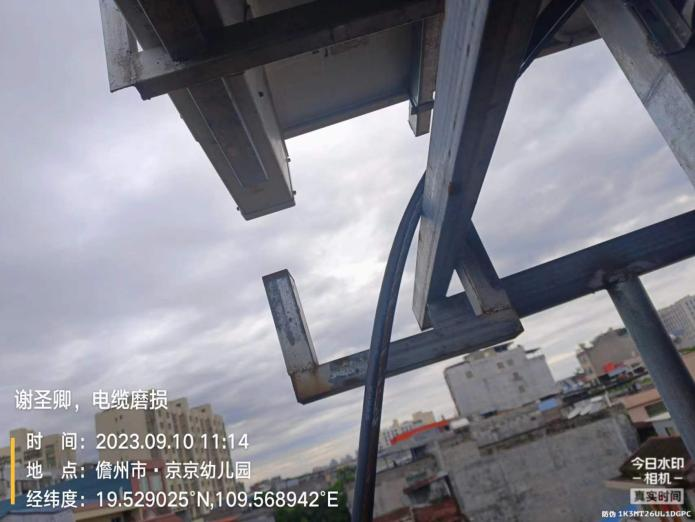 谢圣卿，电缆磨损
时　间：2023.09.10 11:14
地　点：儋州市·京京幼儿园
经纬度：19.529025°N,109.568942°E
今日水印
-相机-
真实时间
防伪 1K3MT26UL1DGPC